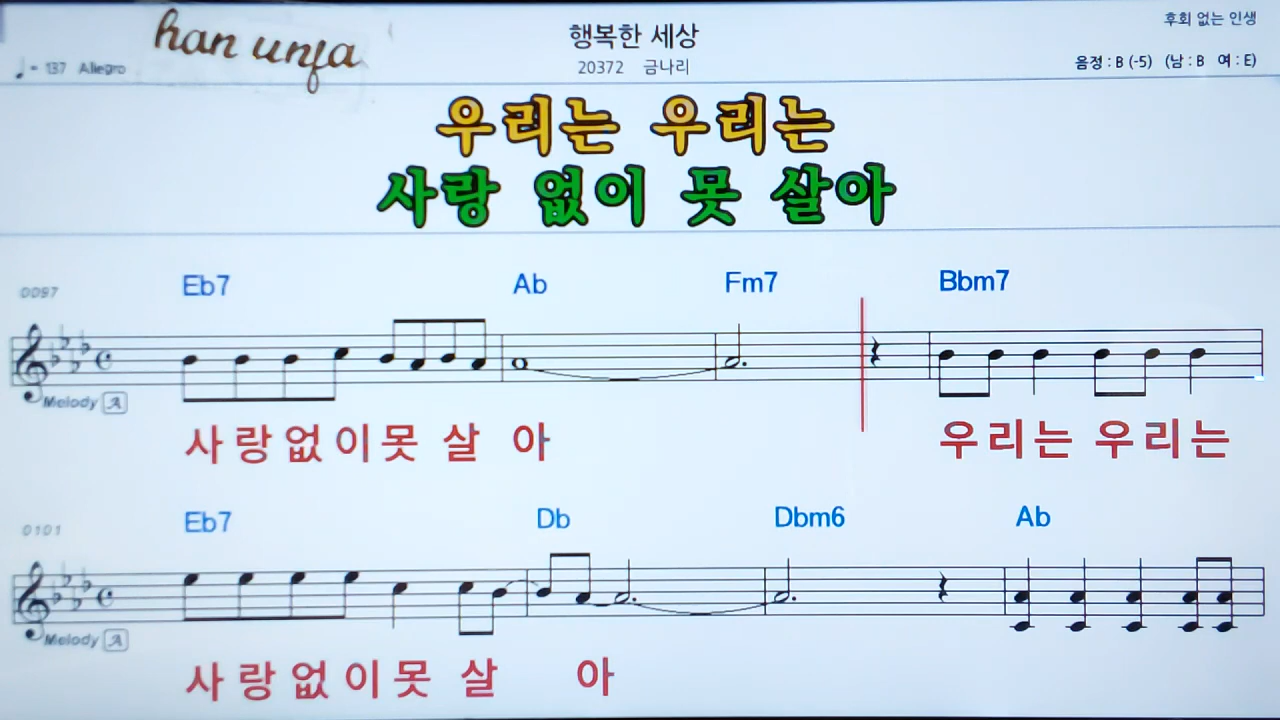 han unja
행복한 세상
후회 없는 인생
♩= 137 Allegro
20372 금나리
음정 : B (-5) (남 : B 여 : E)
우리는 우리는
사랑 없이 못 살아
0097
Eb7 Ab Fm7 Bbm7
Melody A
사 랑 없 이 못 살 아 우 리 는 우 리 는
0101
Eb7 Db Dbm6 Ab
Melody A
사 랑 없 이 못 살 아